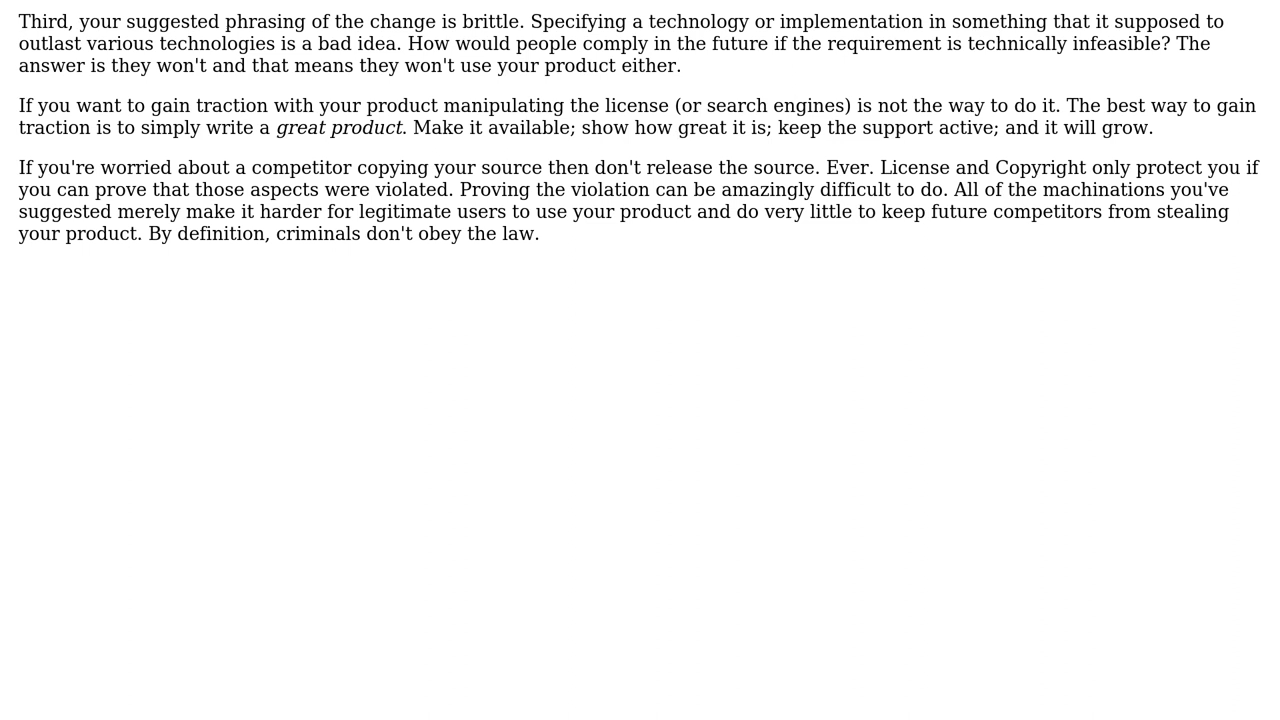 Third, your suggested phrasing of the change is brittle. Specifying a technology or implementation in something that it supposed to
outlast various technologies is a bad idea. How would people comply in the future if the requirement is technically infeasible? The
answer is they won't and that means they won't use your product either.
If you want to gain traction with your product manipulating the license (or search engines) is not the way to do it. The best way to gain
traction is to simply write a great product. Make it available; show how great it is; keep the support active; and it will grow.
If you're worried about a competitor copying your source then don't release the source. Ever. License and Copyright only protect you if
you can prove that those aspects were violated. Proving the violation can be amazingly difficult to do. All of the machinations you've
suggested merely make it harder for legitimate users to use your product and do very little to keep future competitors from stealing
your product. By definition, criminals don't obey the law.